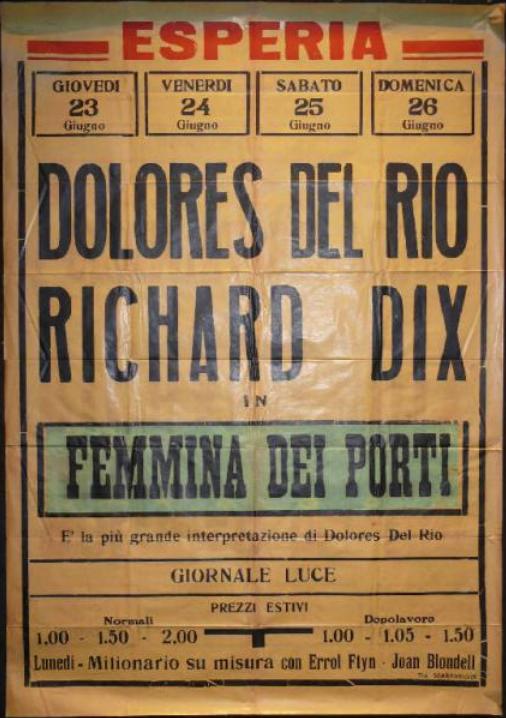 ESPERIA
GIOVEDI VENERDI SABATO DOMENICA
23 24 25 26
Giugno Giugno Giugno Giugno
DOLORES DEL RIO
RICHARD DIX
IN
FEMMINA DEI PORTI
E' la più grande interpretazione di Dolores Del Rio
GIORNALE LUCE
PREZZI ESTIVI
Normali Dopolavoro
1.00 - 1.50 - 2.00 1.00 - 1.05 - 1.50
Lunedì - Milionario su misura con Errol Flyn - Joan Blondell